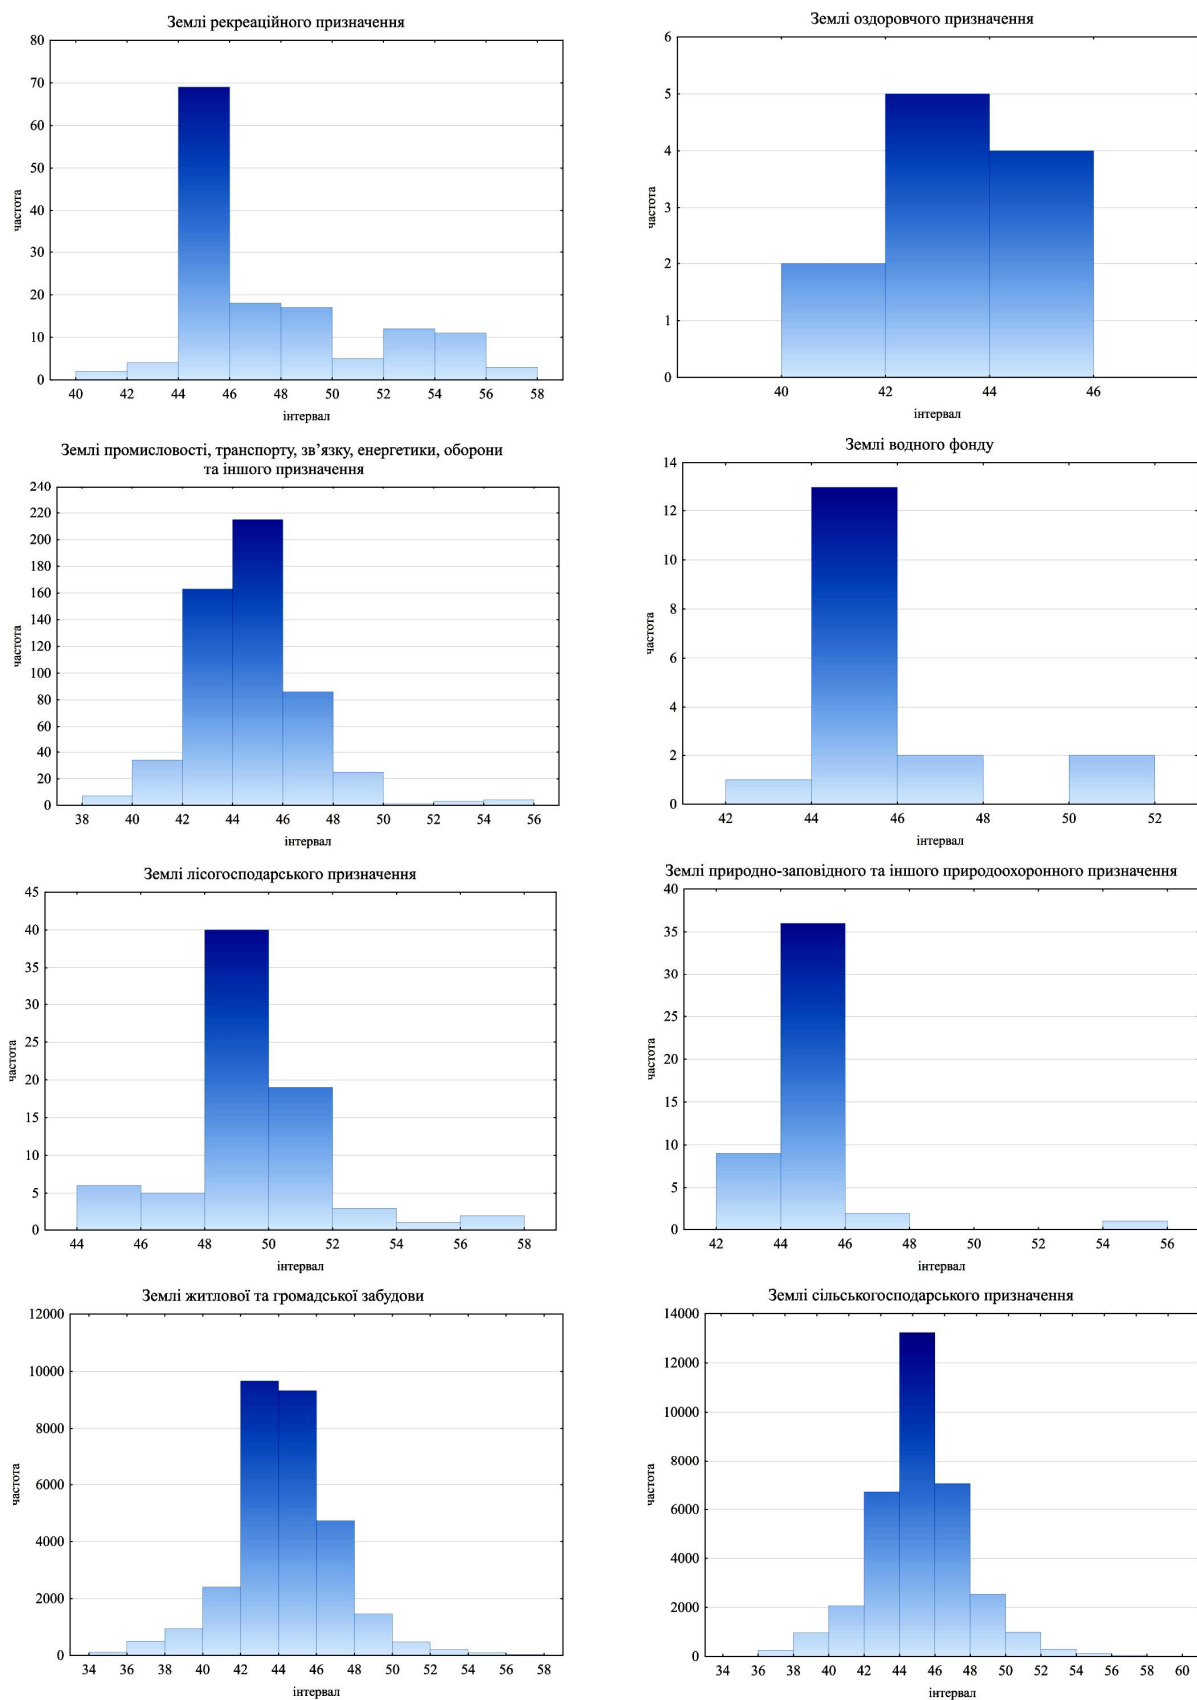 Землі рекреаційного призначення
80
70
60
50
40
30
20
10
0
частота
40 42 44 46 48 50 52 54 56 58
інтервал
Землі оздоровчого призначення
6
5
4
3
2
1
0
частота
40 42 44 46
інтервал
Землі промисловості, транспорту, зв’язку, енергетики, оборони
та іншого призначення
240
220
200
180
160
140
120
100
80
60
40
20
0
частота
38 40 42 44 46 48 50 52 54 56
інтервал
Землі водного фонду
14
12
10
8
6
4
2
0
частота
42 44 46 48 50 52
інтервал
Землі лісогосподарського призначення
45
40
35
30
25
20
15
10
5
0
частота
44 46 48 50 52 54 56 58
інтервал
Землі природно-заповідного та іншого природоохоронного призначення
40
35
30
25
20
15
10
5
0
частота
42 44 46 48 50 52 54 56
інтервал
Землі житлової та громадської забудови
12000
10000
8000
6000
4000
2000
0
частота
34 36 38 40 42 44 46 48 50 52 54 56 58
інтервал
Землі сільськогосподарського призначення
14000
12000
10000
8000
6000
4000
2000
0
частота
34 36 38 40 42 44 46 48 50 52 54 56 58 60
інтервал